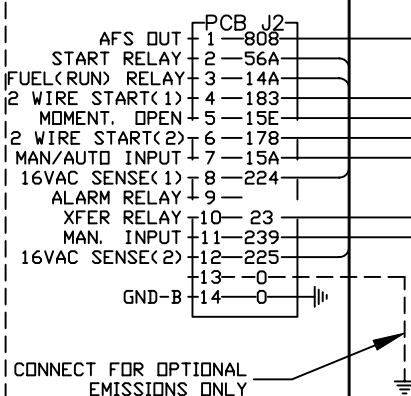 PCB J2
AFS OUT 1 808
START RELAY 2 56A
FUEL(RUN) RELAY 3 14A
2 WIRE START(1) 4 183
MOMENT. OPEN 5 15E
2 WIRE START(2) 6 178
MAN/AUTO INPUT 7 15A
16VAC SENSE(1) 8 224
ALARM RELAY 9
XFER RELAY 10 23
MAN. INPUT 11 239
16VAC SENSE(2) 12 225
13 0
GND-B 14 0
CONNECT FOR OPTIONAL
EMISSIONS ONLY